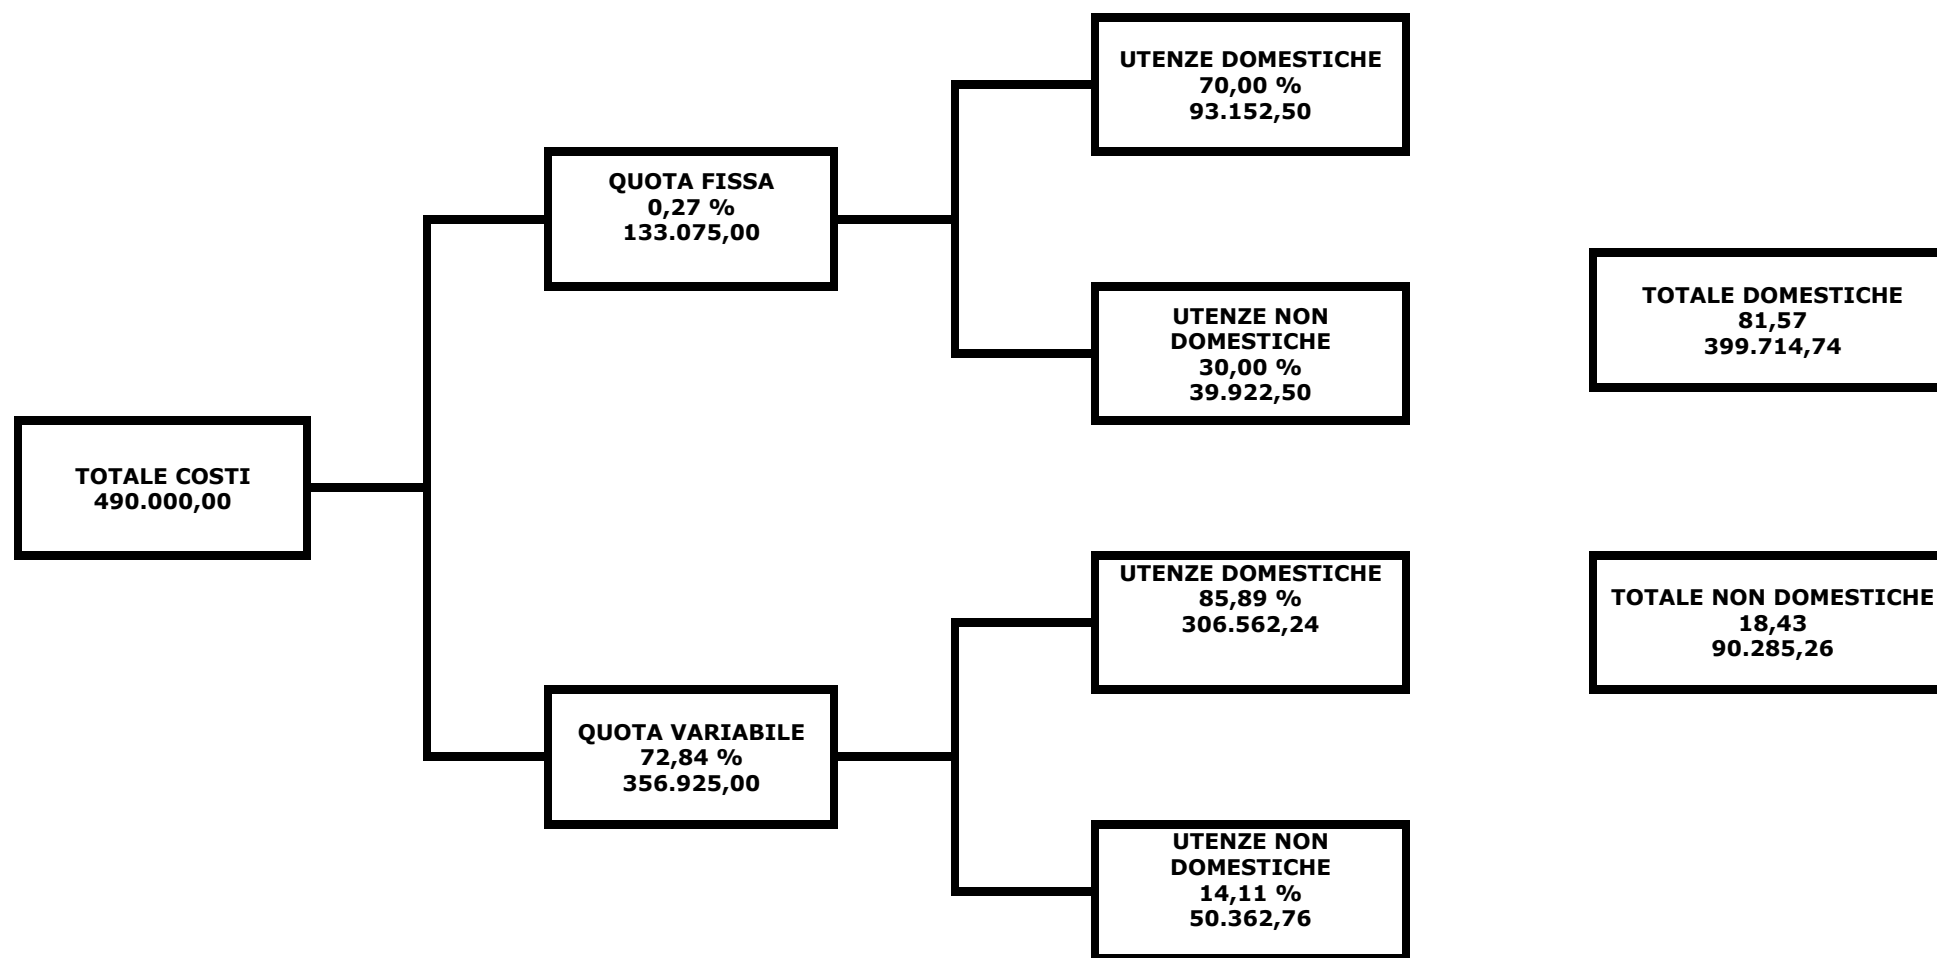 UTENZE DOMESTICHE
70,00 %
93.152,50
QUOTA FISSA
0,27 %
133.075,00
UTENZE NON
DOMESTICHE
30,00 %
39.922,50
TOTALE DOMESTICHE
81,57
399.714,74
TOTALE COSTI
490.000,00
UTENZE DOMESTICHE
85,89 %
306.562,24
TOTALE NON DOMESTICHE
18,43
90.285,26
QUOTA VARIABILE
72,84 %
356.925,00
UTENZE NON
DOMESTICHE
14,11 %
50.362,76